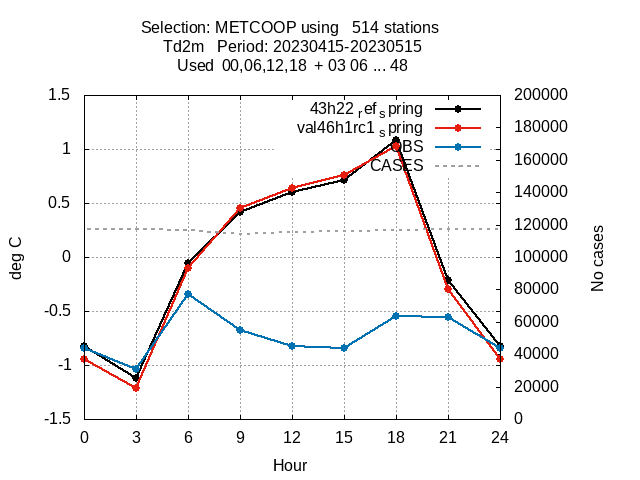 Selection: METCOOP using   514 stations
Td2m   Period: 20230415-20230515
Used  00,06,12,18  + 03 06 ... 48
1.5
1
0.5
0
-0.5
-1
-1.5
deg C
200000
180000
160000
140000
120000
100000
80000
60000
40000
20000
0
No cases
43h22 ref spring
val46h1rc1 spring
OBS
CASES
0 3 6 9 12 15 18 21 24
Hour